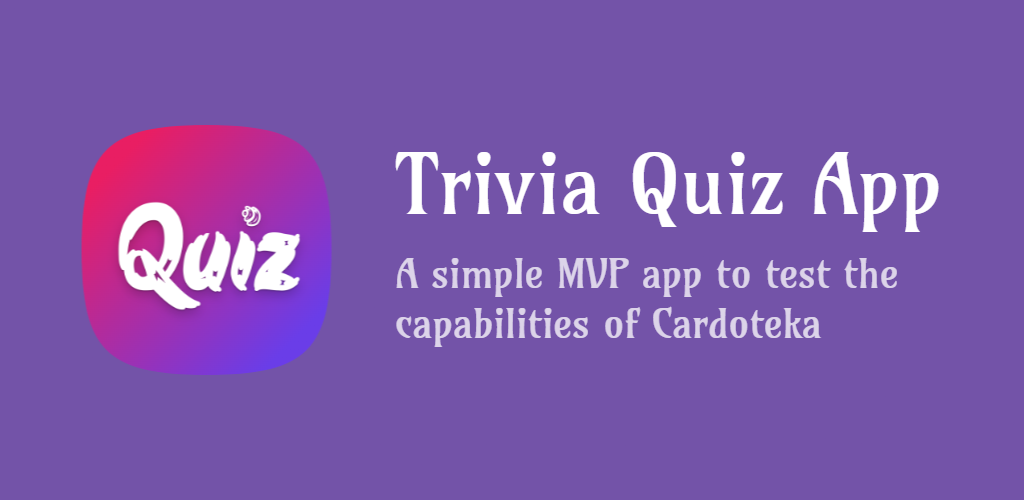 Quiz
Trivia Quiz App
A simple MVP app to test the
capabilities of Cardoteka